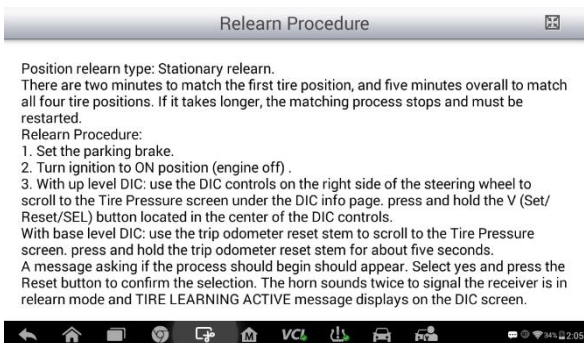 Relearn Procedure
Position relearn type: Stationary relearn.
There are two minutes to match the first tire position, and five minutes overall to match
all four tire positions. If it takes longer, the matching process stops and must be
restarted.
Relearn Procedure:
1. Set the parking brake.
2. Turn ignition to ON position (engine off) .
3. With up level DIC: use the DIC controls on the right side of the steering wheel to
scroll to the Tire Pressure screen under the DIC info page. press and hold the V (Set/
Reset/SEL) button located in the center of the DIC controls.
With base level DIC: use the trip odometer reset stem to scroll to the Tire Pressure
screen. press and hold the trip odometer reset stem for about five seconds.
A message asking if the process should begin should appear. Select yes and press the
Reset button to confirm the selection. The horn sounds twice to signal the receiver is in
relearn mode and TIRE LEARNING ACTIVE message displays on the DIC screen.
M VCI 34% 2:05